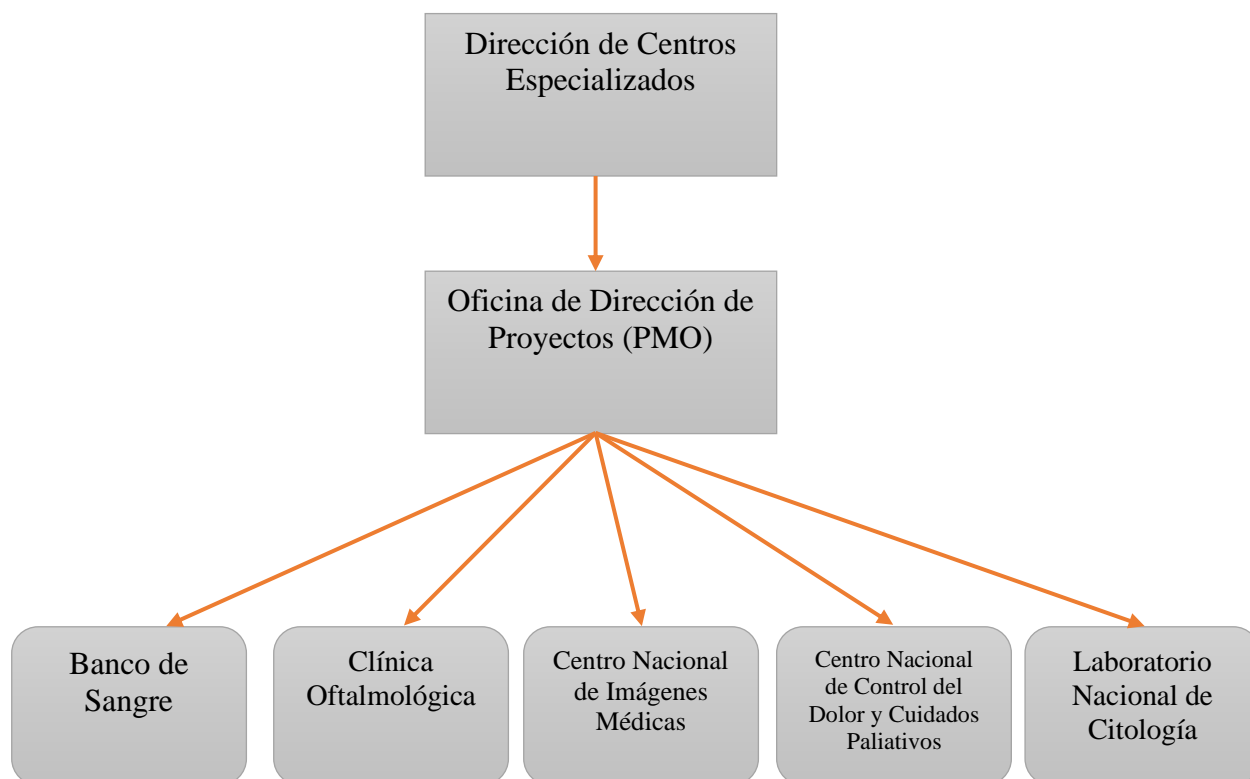 Dirección de Centros
Especializados
Oficina de Dirección de
Proyectos (PMO)
Banco de
Sangre
Clínica
Oftalmológica
Centro Nacional
de Imágenes
Médicas
Centro Nacional
de Control del
Dolor y Cuidados
Paliativos
Laboratorio
Nacional de
Citología